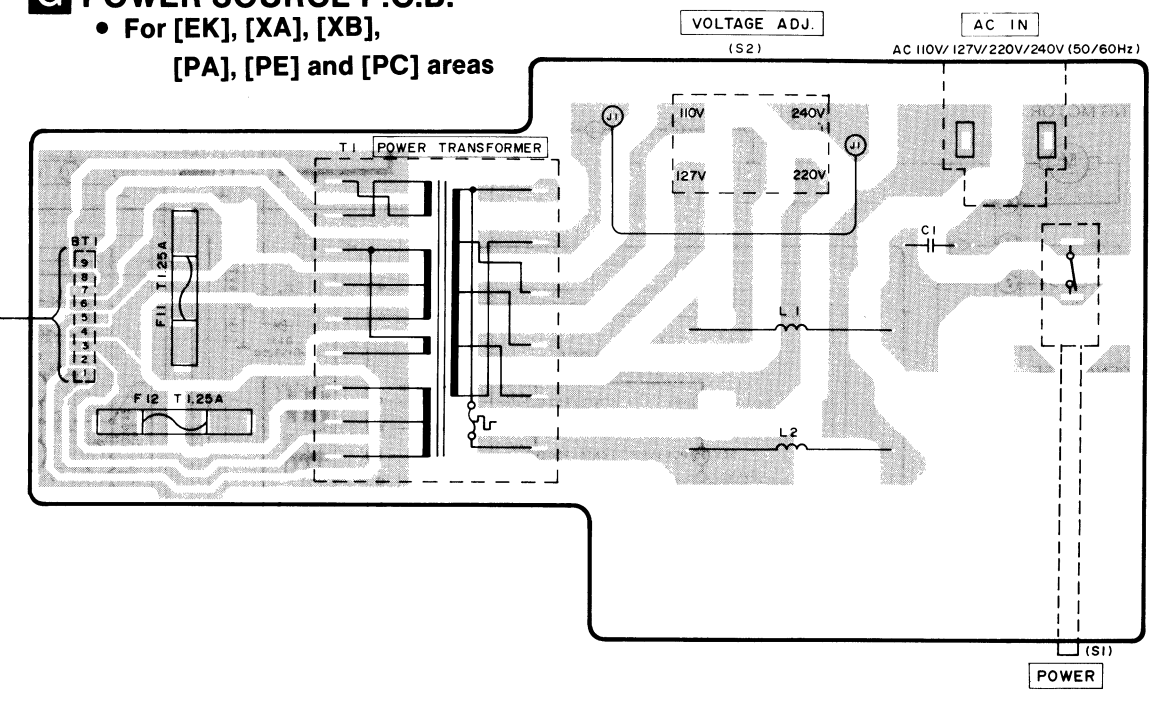 G POWER SOURCE P.C.B.
• For [EK], [XA], [XB],
[PA], [PE] and [PC] areas
VOLTAGE ADJ.
(S2)
AC IN
AC 110V/127V/220V/240V (50/60Hz)
J1
110V
240V
J1
127V
220V
T1 POWER TRANSFORMER
BT1
9
8
7
6
5
4
3
2
1
F11 T1.25A
F12 T1.25A
C1
L1
L2
(S1)
POWER